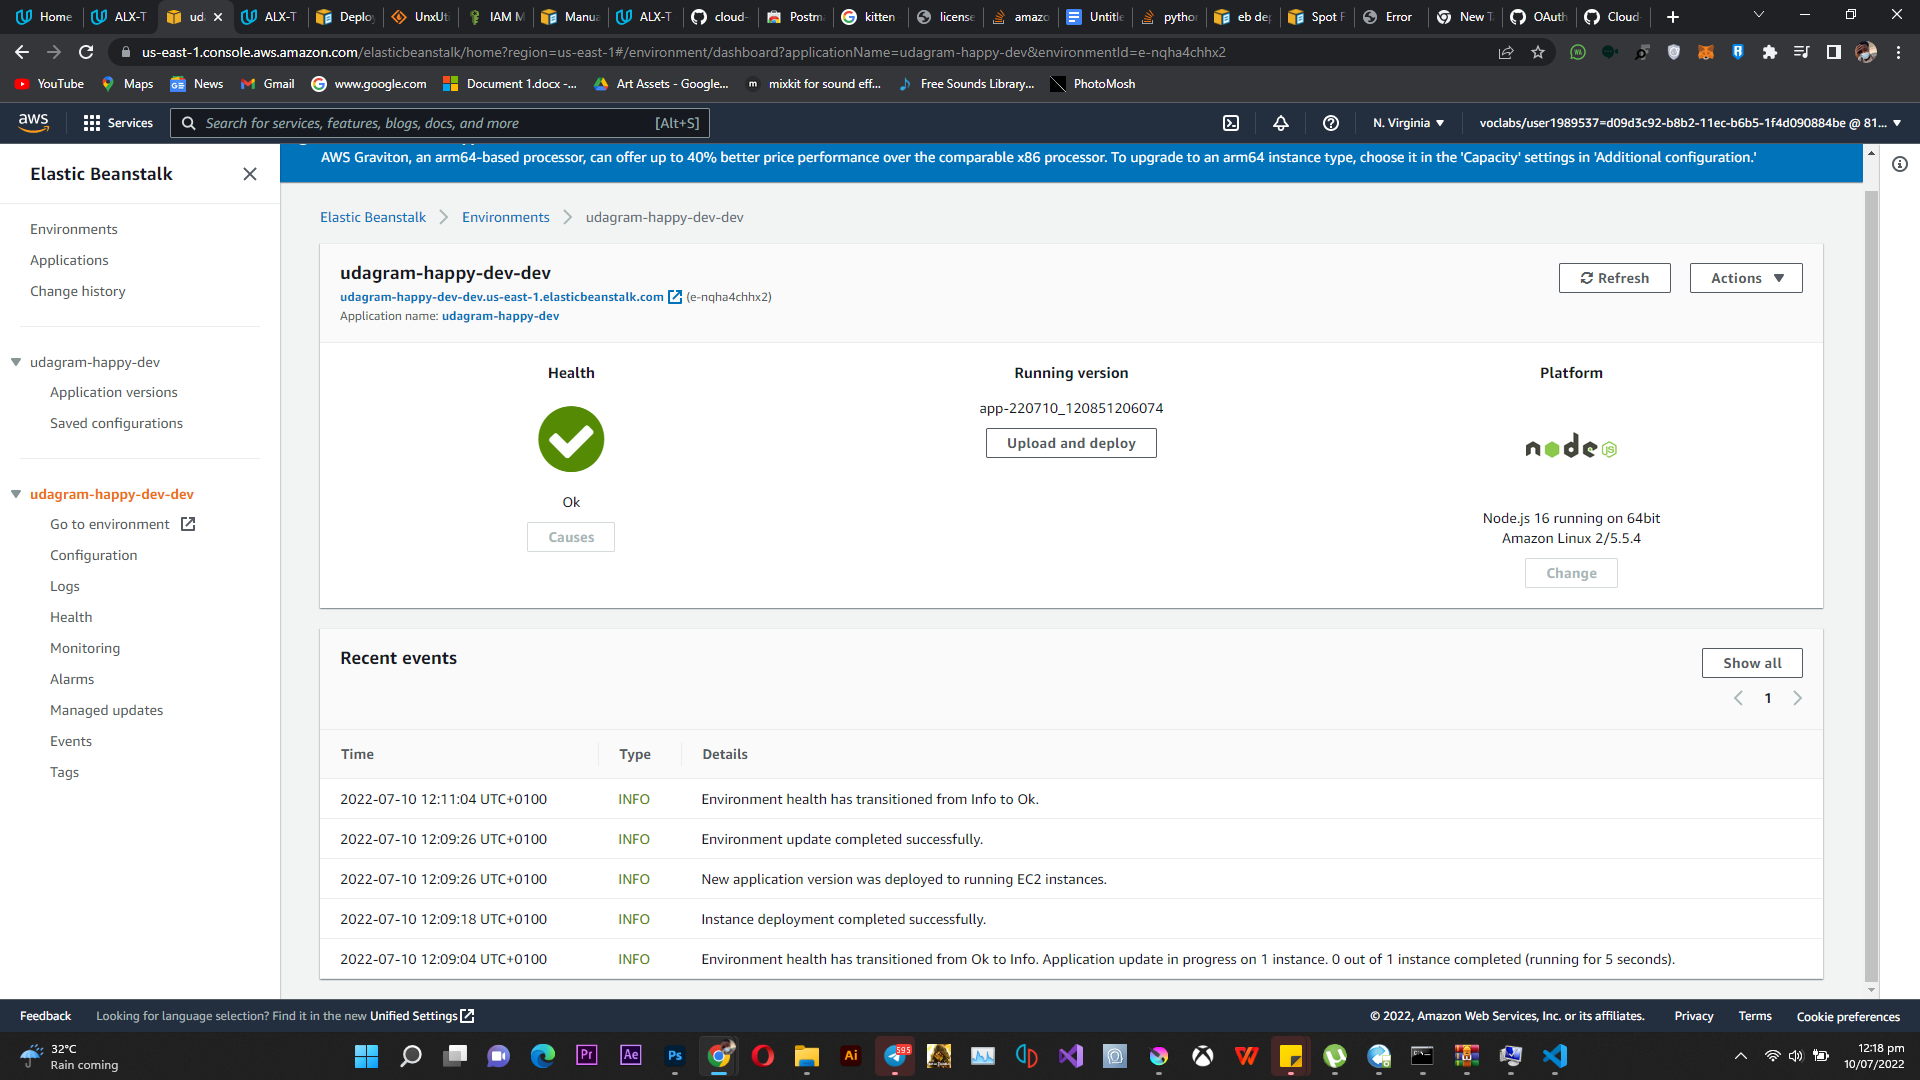 Home
ALX-T
ud
ALX-T
Deploy
UnxUt
IAM M
Manua
ALX-T
cloud-
Postm
kitten
license
amazo
Untitle
python
eb dep
Spot F
Error
New T
OAuth
Cloud
us-east-1.console.aws.amazon.com/elasticbeanstalk/home?region=us-east-1#/environment/dashboard?applicationName=udagram-happy-dev&environmentId=e-nqha4chhx2
YouTube
Maps
News
Gmail
www.google.com
Document 1.docx -...
Art Assets - Google...
mixkit for sound eff...
Free Sounds Library...
PhotoMosh
aws
Services
Search for services, features, blogs, docs, and more
[Alt+S]
N. Virginia
voclabs/user1989537=d09d3c92-b8b2-11ec-b6b5-1f4d090884be @ 81...
Elastic Beanstalk
Environments
Applications
Change history
udagram-happy-dev
Application versions
Saved configurations
udagram-happy-dev-dev
Go to environment
Configuration
Logs
Health
Monitoring
Alarms
Managed updates
Events
Tags
AWS Graviton, an arm64-based processor, can offer up to 40% better price performance over the comparable x86 processor. To upgrade to an arm64 instance type, choose it in the 'Capacity' settings in 'Additional configuration.'
Elastic Beanstalk
Environments
udagram-happy-dev-dev
udagram-happy-dev-dev
udagram-happy-dev-dev.us-east-1.elasticbeanstalk.com (e-nqha4chhx2)
Application name: udagram-happy-dev
Refresh
Actions
Health
Ok
Causes
Running version
app-220710_120851206074
Upload and deploy
Platform
node JS
Node.js 16 running on 64bit
Amazon Linux 2/5.5.4
Change
Recent events
Show all
1
Time Type Details
2022-07-10 12:11:04 UTC+0100 INFO Environment health has transitioned from Info to Ok.
2022-07-10 12:09:26 UTC+0100 INFO Environment update completed successfully.
2022-07-10 12:09:26 UTC+0100 INFO New application version was deployed to running EC2 instances.
2022-07-10 12:09:18 UTC+0100 INFO Instance deployment completed successfully.
2022-07-10 12:09:04 UTC+0100 INFO Environment health has transitioned from Ok to Info. Application update in progress on 1 instance. 0 out of 1 instance completed (running for 5 seconds).
Feedback
Looking for language selection? Find it in the new Unified Settings
© 2022, Amazon Web Services, Inc. or its affiliates.
Privacy
Terms
Cookie preferences
32°C
Rain coming
Pr
Ae
Ps
Ai
595
12:18 pm
10/07/2022